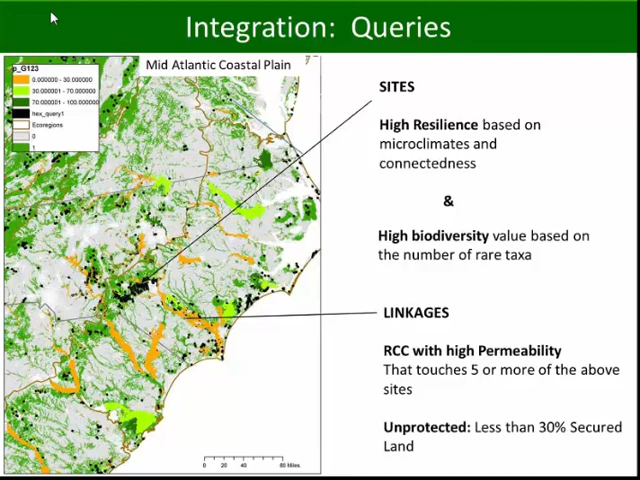 Integration: Queries
p_G123
0.000000 - 30.000000
30.000001 - 70.000000
70.000001 - 100.000000
hex_query1
Ecoregions
0
1
Mid Atlantic Coastal Plain
SITES
High Resilience based on
microclimates and
connectedness
&
High biodiversity value based on
the number of rare taxa
LINKAGES
RCC with high Permeability
That touches 5 or more of the above
sites
Unprotected: Less than 30% Secured
Land
0 20 40 80 Miles